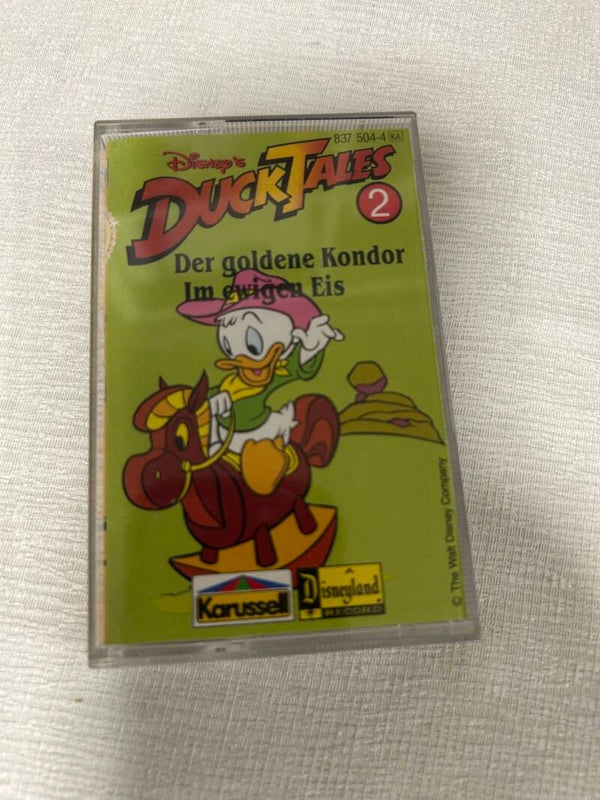 837 504-4 KA
Disney's
DUCKTALES
2
Der goldene Kondor
Im ewigen Eis
© The Walt Disney Company
Karussell
Disneyland
RECORD